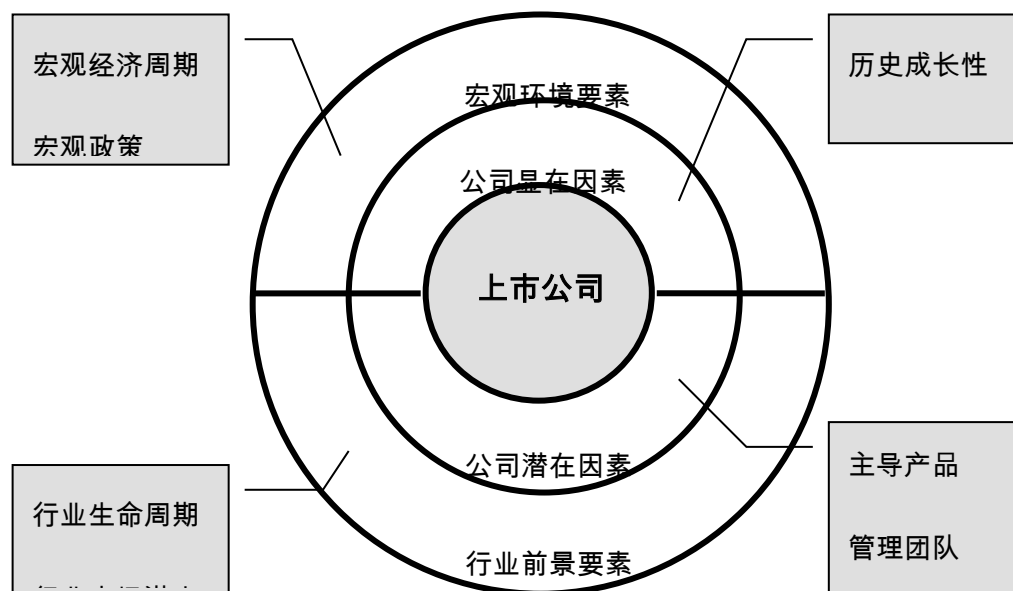 宏观经济周期
宏观政策
历史成长性
宏观环境要素
公司显在因素
上市公司
公司潜在因素
行业前景要素
行业生命周期
主导产品
管理团队